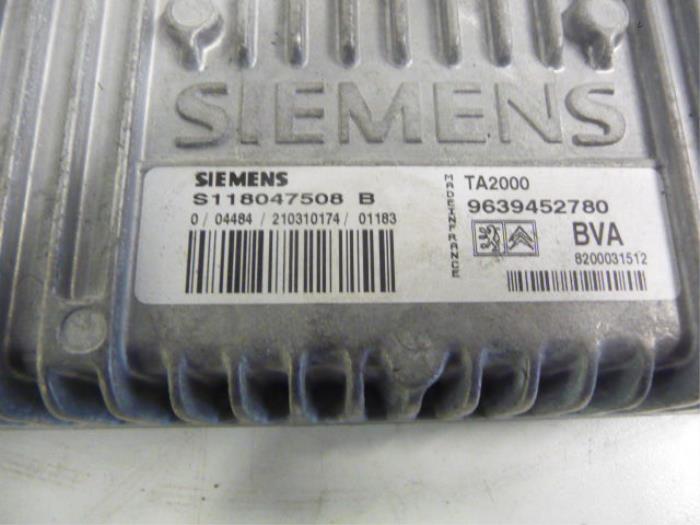 SIEMENS
SIEMENS
S118047508 B
0 / 04484 / 210310174 / 01183
MADE IN FRANCE
TA2000
9639452780
BVA
8200031512